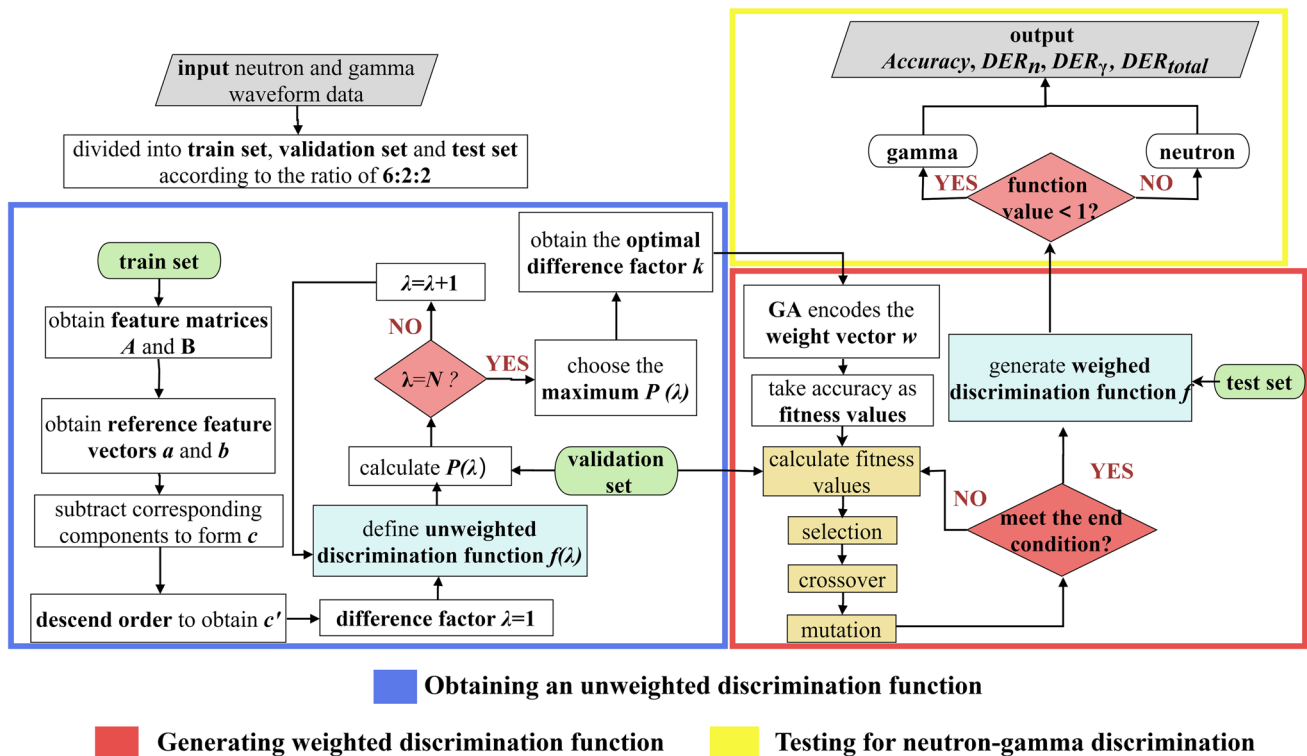 input neutron and gamma
waveform data
divided into train set, validation set and test set
according to the ratio of 6:2:2
train set
obtain feature matrices
A and B
obtain reference feature
vectors a and b
subtract corresponding
components to form c
descend order to obtain c'
difference factor λ=1
define unweighted
discrimination function f(λ)
calculate P(λ)
validation
set
λ=N ?
NO
YES
λ=λ+1
choose the
maximum P (λ)
obtain the optimal
difference factor k
GA encodes the
weight vector w
take accuracy as
fitness values
calculate fitness
values
selection
crossover
mutation
meet the end
condition?
NO
YES
generate weighed
discrimination function f
test set
function
value < 1?
YES
NO
gamma
neutron
output
Accuracy, DERn, DERγ, DERtotal
Obtaining an unweighted discrimination function
Generating weighted discrimination function
Testing for neutron-gamma discrimination